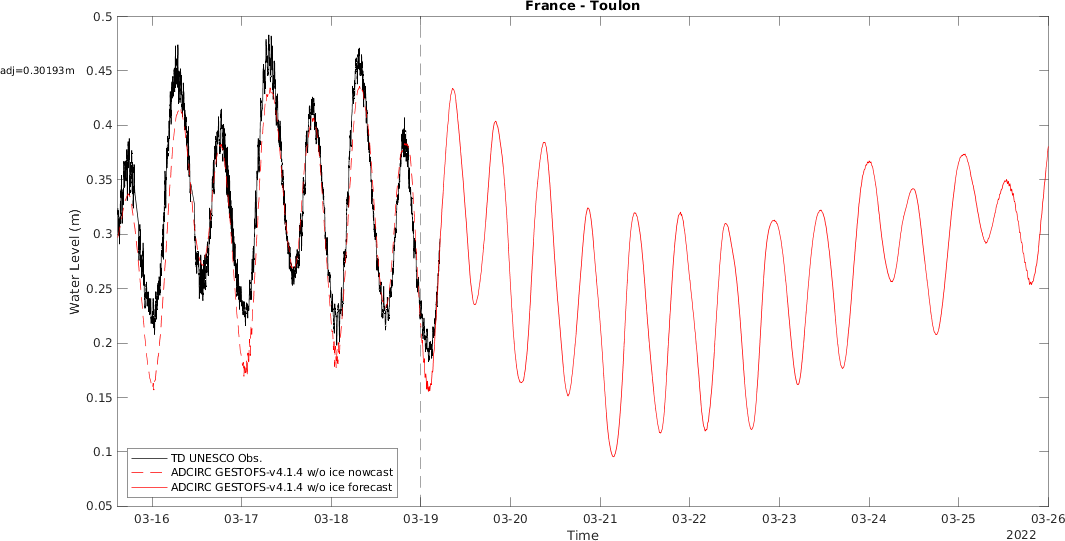 France - Toulon
adj=0.30193m
0.5
0.45
0.4
0.35
0.3
0.25
0.2
0.15
0.1
0.05
Water Level (m)
TD UNESCO Obs.
ADCIRC GESTOFS-v4.1.4 w/o ice nowcast
ADCIRC GESTOFS-v4.1.4 w/o ice forecast
03-16 03-17 03-18 03-19 03-20 03-21 03-22 03-23 03-24 03-25 03-26
Time
2022